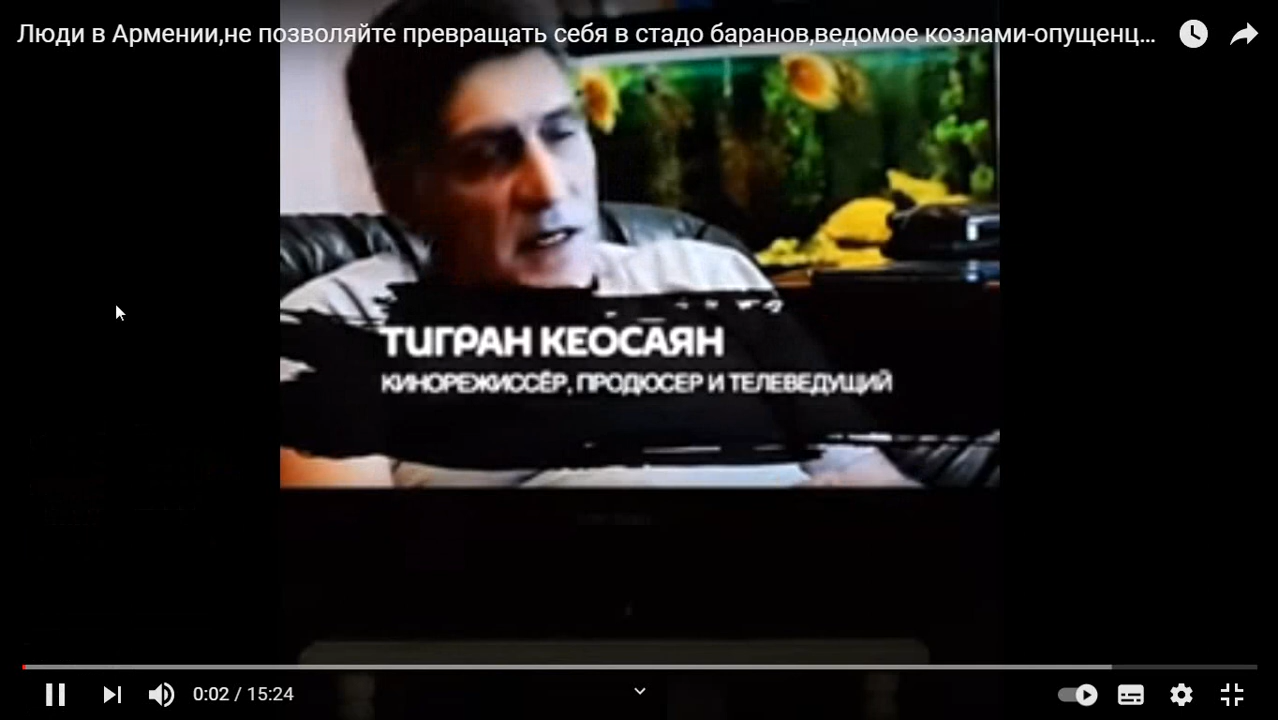 Люди в Армении,не позволяйте превращать себя в стадо баранов,ведомое козлами-опущенц...
ТИГРАН КЕОСАЯН
КИНОРЕЖИССЁР, ПРОДЮСЕР И ТЕЛЕВЕДУЩИЙ
0:02 / 15:24